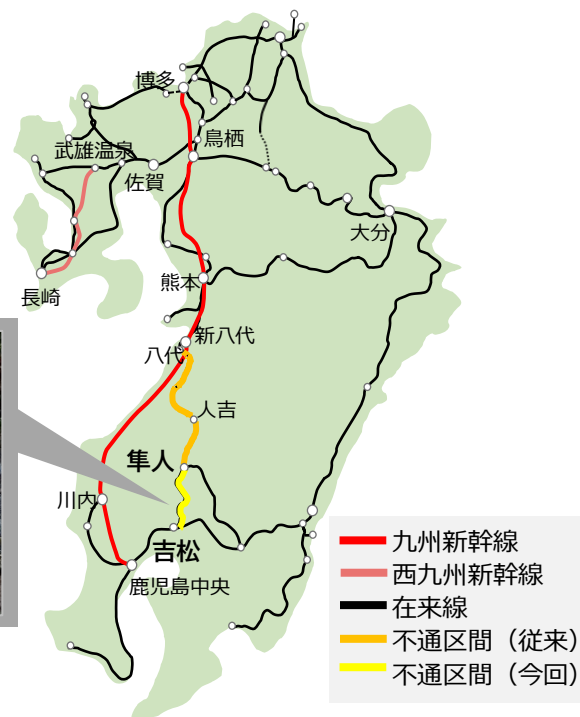 博多
鳥栖
武雄温泉
佐賀
大分
長崎
熊本
新八代
八代
人吉
隼人
川内
吉松
鹿児島中央
九州新幹線
西九州新幹線
在来線
不通区間（従来）
不通区間（今回）